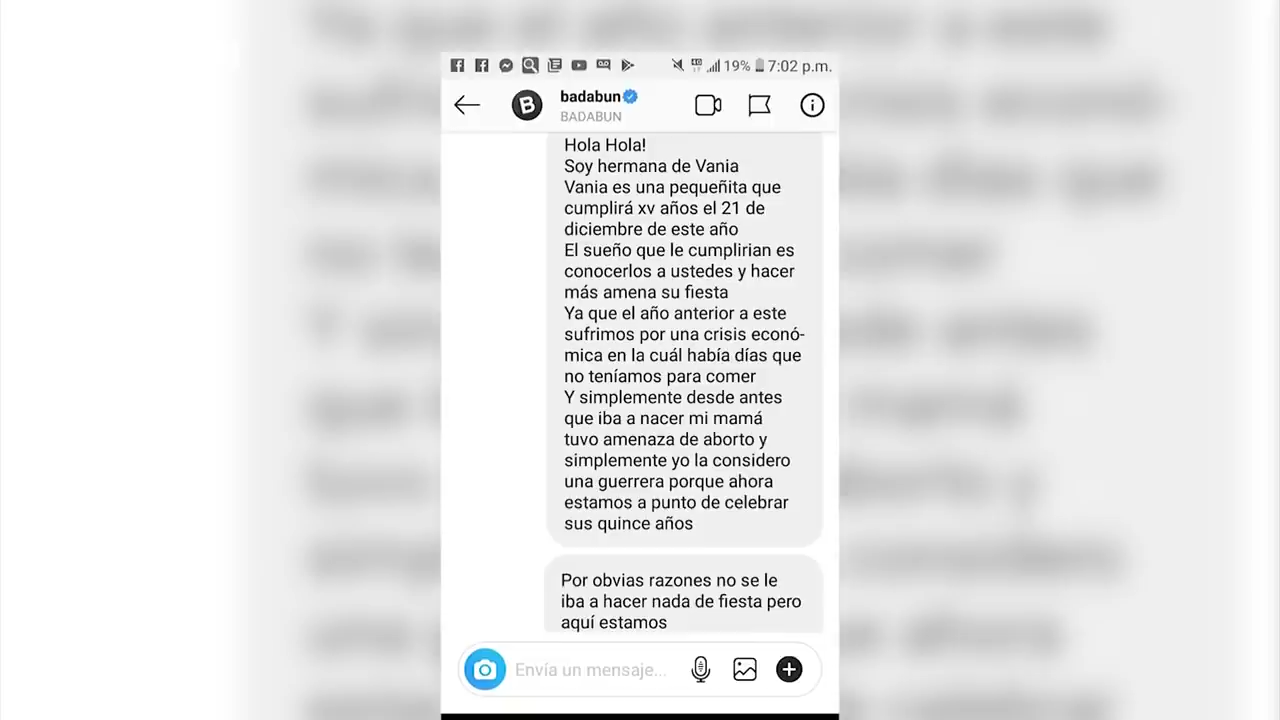 19% 7:02 p.m.
badabun
BADABUN
Hola Hola!
Soy hermana de Vania
Vania es una pequeñita que
cumplirá xv años el 21 de
diciembre de este año
El sueño que le cumplirian es
conocerlos a ustedes y hacer
más amena su fiesta
Ya que el año anterior a este
sufrimos por una crisis econó-
mica en la cuál había días que
no teníamos para comer
Y simplemente desde antes
que iba a nacer mi mamá
tuvo amenaza de aborto y
simplemente yo la considero
una guerrera porque ahora
estamos a punto de celebrar
sus quince años
Por obvias razones no se le
iba a hacer nada de fiesta pero
aquí estamos
Envía un mensaje...